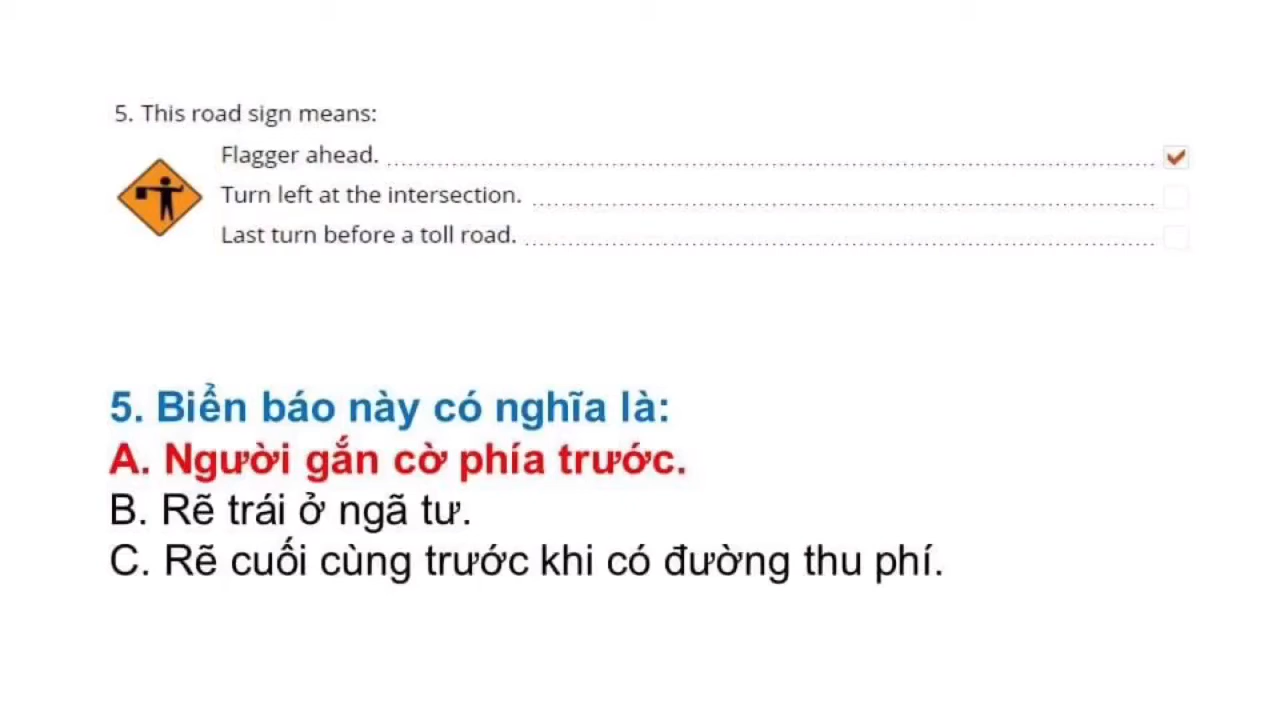 5. This road sign means:
Flagger ahead.
Turn left at the intersection.
Last turn before a toll road.
5. Biển báo này có nghĩa là:
A. Người gắn cờ phía trước.
B. Rẽ trái ở ngã tư.
C. Rẽ cuối cùng trước khi có đường thu phí.